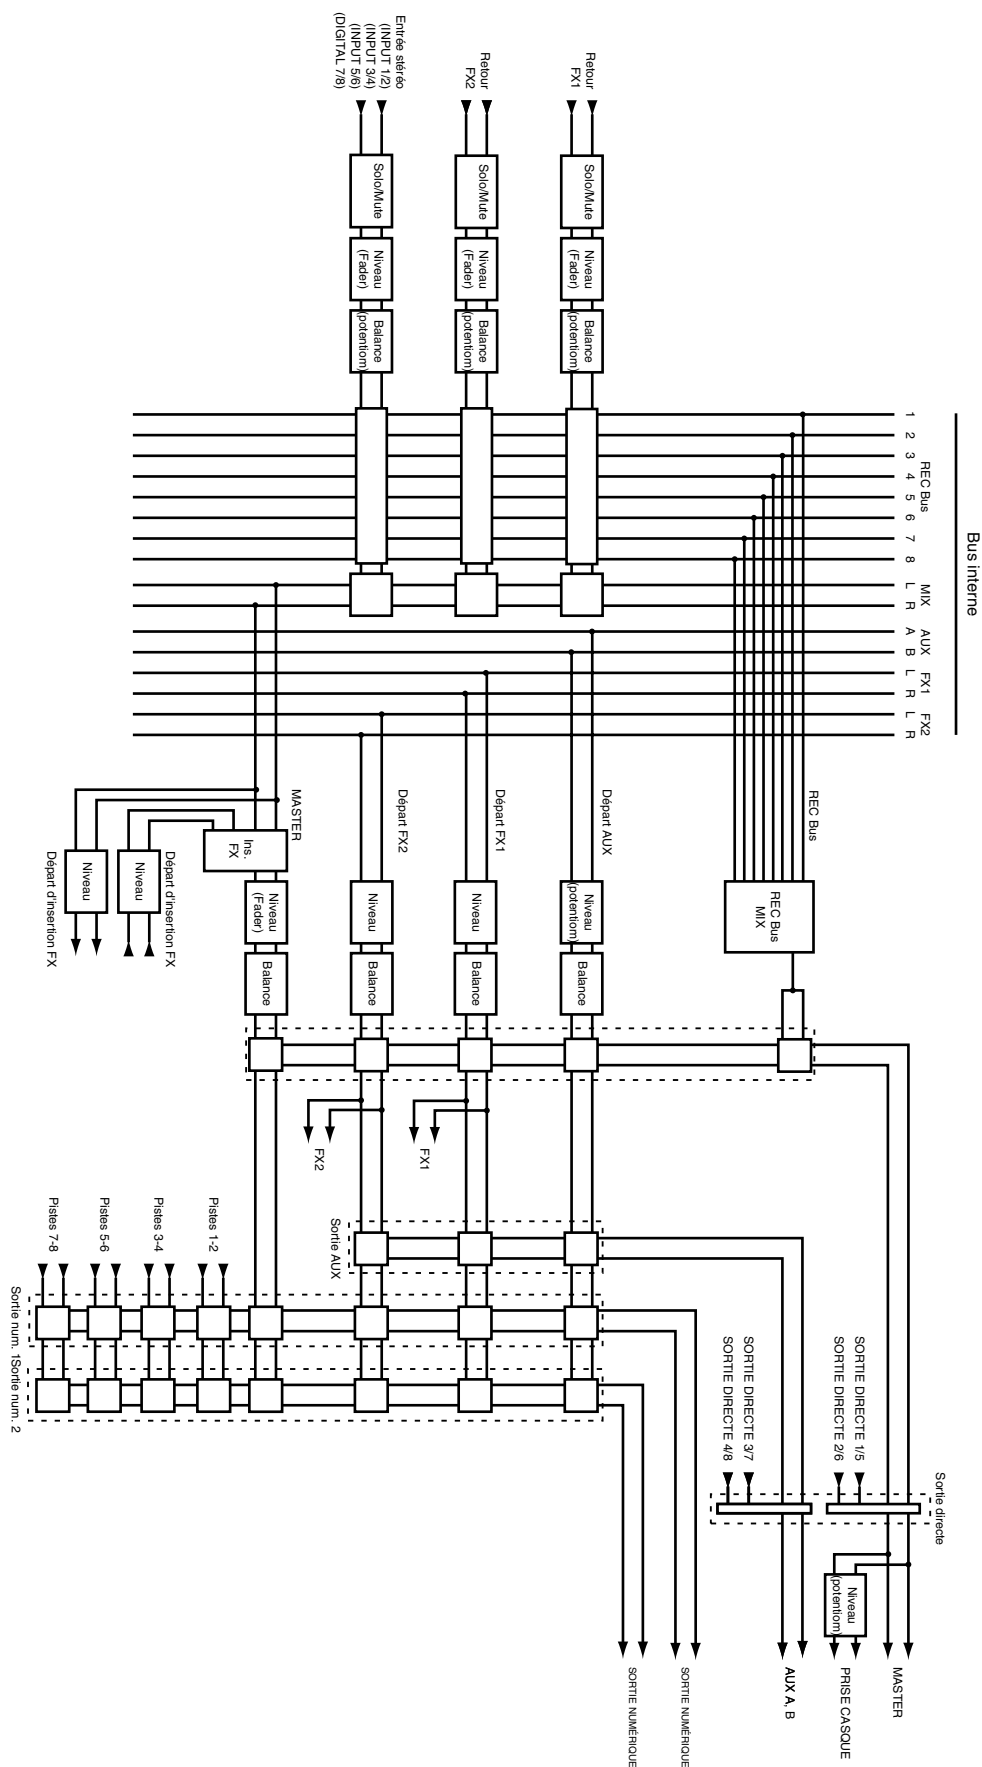 Bus interne
REC Bus
MIX
AUX
FX1
FX2
1
2
3
4
5
6
7
8
L
R
A
B
L
R
L
R
Sortie directe
MASTER
SORTIE DIRECTE 1/5
SORTIE DIRECTE 2/6
Niveau
(potentiom)
PRISE CASQUE
REC Bus
REC Bus
MIX
SORTIE DIRECTE 3/7
SORTIE DIRECTE 4/8
AUX A, B
SORTIE NUMÉRIQUE
SORTIE NUMÉRIQUE
Retour
FX1
Solo/Mute
Niveau
(Fader)
Balance
(potentiom)
Départ AUX
Niveau
(potentiom)
Balance
Retour
FX2
Solo/Mute
Niveau
(Fader)
Balance
(potentiom)
Départ FX1
Niveau
Balance
FX1
Entrée stéréo
(INPUT 1/2)
(INPUT 3/4)
(INPUT 5/6)
(DIGITAL 7/8)
Solo/Mute
Niveau
(Fader)
Balance
(potentiom)
Départ FX2
Niveau
Balance
FX2
Sortie AUX
MASTER
Ins.
FX
Niveau
(Fader)
Balance
Départ d'insertion FX
Niveau
Niveau
Départ d'insertion FX
Pistes 1-2
Pistes 3-4
Pistes 5-6
Pistes 7-8
Sortie num. 1
Sortie num. 2